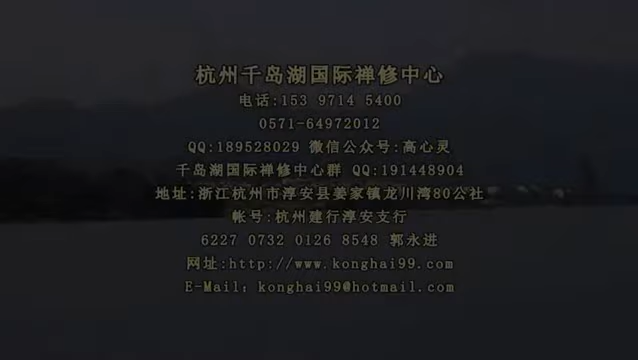 杭州千岛湖国际禅修中心
电话:153 9714 5400
0571-64972012
QQ:189528029 微信公众号:高心灵
千岛湖国际禅修中心群 QQ:191448904
地址:浙江杭州市淳安县姜家镇龙川湾80公社
帐号:杭州建行淳安支行
6227 0732 0126 8548 郭永进
网址:http://www.konghai99.com
E-Mail：konghai99@hotmail.com